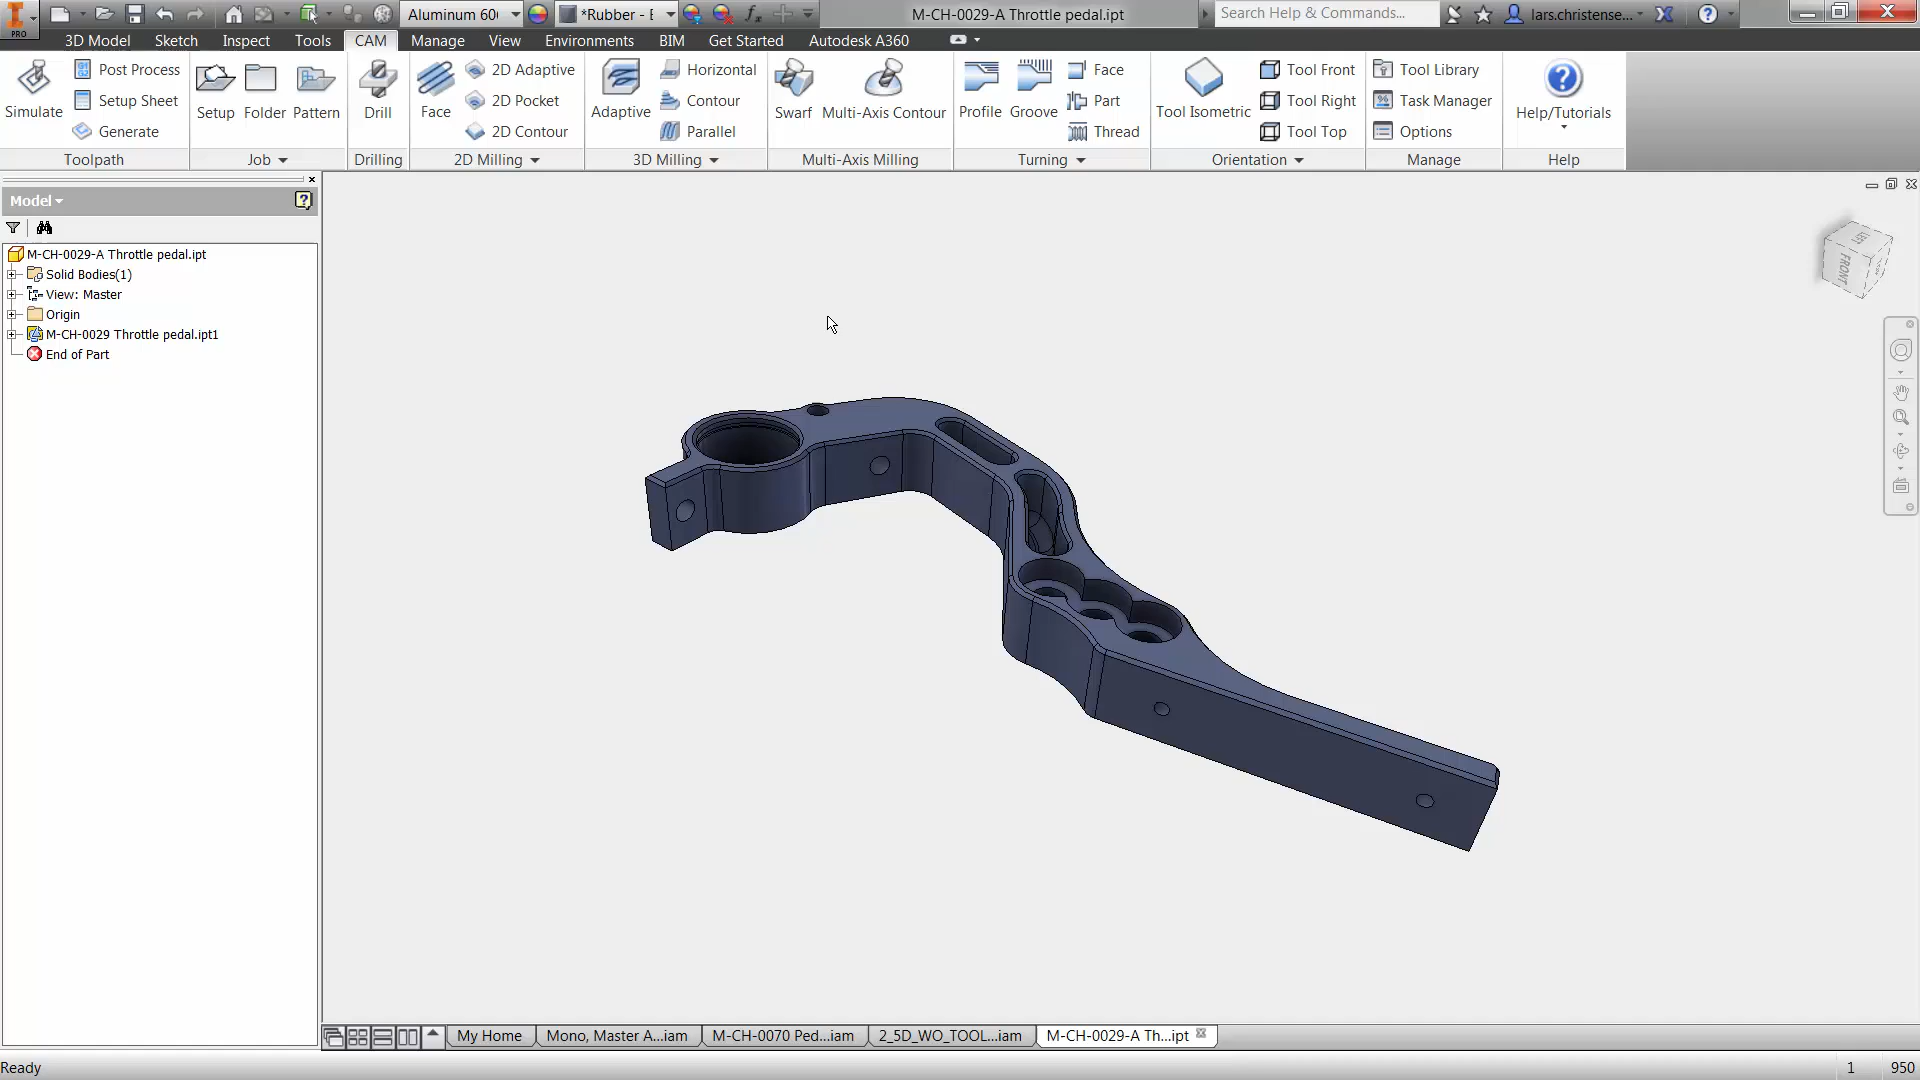 PRO
Aluminum 60
*Rubber - E
M-CH-0029-A Throttle pedal.ipt
Search Help & Commands...
lars.christense...
3D Model
Sketch
Inspect
Tools
CAM
Manage
View
Environments
BIM
Get Started
Autodesk A360
Simulate
Post Process
Setup Sheet
Generate
Toolpath
Setup
Folder
Pattern
Job
Drill
Drilling
Face
2D Adaptive
2D Pocket
2D Contour
2D Milling
Adaptive
Horizontal
Contour
Parallel
3D Milling
Swarf
Multi-Axis Contour
Multi-Axis Milling
Profile
Groove
Face
Part
Thread
Turning
Tool Isometric
Tool Front
Tool Right
Tool Top
Orientation
Tool Library
Task Manager
Options
Manage
Help/Tutorials
Help
Model
M-CH-0029-A Throttle pedal.ipt
Solid Bodies(1)
View: Master
Origin
M-CH-0029 Throttle pedal.ipt1
End of Part
LEFT
FRONT
My Home
Mono, Master A...iam
M-CH-0070 Ped...iam
2_5D_WO_TOOL...iam
M-CH-0029-A Th...ipt
Ready
1
950